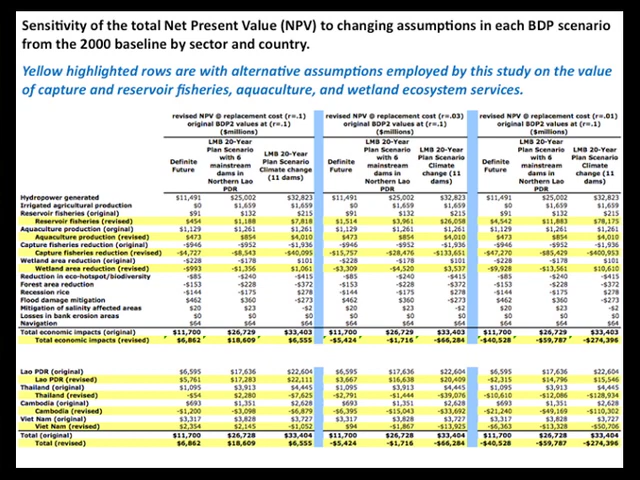 Sensitivity of the total Net Present Value (NPV) to changing assumptions in each BDP scenario
from the 2000 baseline by sector and country.
Yellow highlighted rows are with alternative assumptions employed by this study on the value
of capture and reservoir fisheries, aquaculture, and wetland ecosystem services.
revised NPV @ replacement cost (r=.1) revised NPV @ replacement cost (r=.03) revised NPV @ replacement cost (r=.01)
original BDP2 values at (r=.1) original BDP2 values at (r=.1) original BDP2 values at (r=.1)
($millions) ($millions) ($millions)
Definite Future LMB 20-Year Plan Scenario with 6 mainstream dams in Northern Lao PDR LMB 20-Year Plan Scenario Climate change (11 dams) Definite Future LMB 20-Year Plan Scenario with 6 mainstream dams in Northern Lao PDR LMB 20-Year Plan Scenario Climate change (11 dams) Definite Future LMB 20-Year Plan Scenario with 6 mainstream dams in Northern Lao PDR LMB 20-Year Plan Scenario Climate change (11 dams)
Hydropower generated $11,491 $25,002 $32,823 $11,491 $25,002 $32,823 $11,491 $25,002 $32,823
Irrigated agricultural production $0 $1,659 $1,659 $0 $1,659 $1,659 $0 $1,659 $1,659
Reservoir fisheries (original) $91 $132 $215 $91 $132 $215 $91 $132 $215
Reservoir fisheries (revised) $454 $1,188 $7,818 $1,514 $3,961 $26,058 $4,542 $11,883 $78,175
Aquaculture production (original) $1,129 $1,261 $1,261 $1,129 $1,261 $1,261 $1,129 $1,261 $1,261
Aquaculture production (revised) $473 $854 $4,010 $473 $854 $4,010 $473 $854 $4,010
Capture fisheries reduction (original) -$946 -$952 -$1,936 -$946 -$952 -$1,936 -$946 -$952 -$1,936
Capture fisheries reduction (revised) -$4,727 -$8,543 -$40,095 -$15,757 -$28,476 -$133,651 -$47,270 -$85,429 -$400,953
Wetland area reduction (original) -$228 -$178 $101 -$228 -$178 $101 -$228 -$178 $101
Wetland area reduction (revised) -$993 -$1,356 $1,061 -$3,309 -$4,520 $3,537 -$9,928 -$13,561 $10,610
Reduction in eco-hotspot/biodiversity -$85 -$240 -$415 -$85 -$240 -$415 -$85 -$240 -$415
Forest area reduction -$153 -$228 -$372 -$153 -$228 -$372 -$153 -$228 -$372
Recession rice -$144 -$175 $278 -$144 -$175 $278 -$144 -$175 $278
Flood damage mitigation $462 $360 -$273 $462 $360 -$273 $462 $360 -$273
Mitigation of salinity affected areas $20 $23 -$2 $20 $23 -$2 $20 $23 -$2
Losses in bank erosion areas $0 $0 $0 $0 $0 $0 $0 $0 $0
Navigation $64 $64 $64 $64 $64 $64 $64 $64 $64
Total economic impacts (original) $11,700 $26,729 $33,403 $11,700 $26,729 $33,403 $11,700 $26,729 $33,403
Total economic impacts (revised) $6,862 $18,609 $6,555 -$5,424 -$1,716 -$66,284 -$40,528 -$59,787 -$274,396
Lao PDR (original) $6,595 $17,636 $22,604 $6,595 $17,636 $22,604 $6,595 $17,636 $22,604
Lao PDR (revised) $5,761 $17,283 $22,111 $3,667 $16,638 $20,409 -$2,315 $14,796 $15,546
Thailand (original) $1,095 $3,913 $4,445 $1,095 $3,913 $4,445 $1,095 $3,913 $4,445
Thailand (revised) -$54 $2,280 -$7,625 -$2,791 -$1,444 -$39,076 -$10,610 -$12,086 -$128,934
Cambodia (original) $693 $1,351 $2,628 $693 $1,351 $2,628 $693 $1,351 $2,628
Cambodia (revised) -$1,200 -$3,098 -$6,879 -$6,395 -$15,043 -$33,692 -$21,240 -$49,169 -$110,302
Viet Nam (original) $3,317 $3,828 $3,727 $3,317 $3,828 $3,727 $3,317 $3,828 $3,727
Viet Nam (revised) $2,354 $2,145 -$1,052 $94 -$1,867 -$13,925 -$6,363 -$13,328 -$50,706
Total (original) $11,700 $26,728 $33,404 $11,700 $26,728 $33,404 $11,700 $26,728 $33,404
Total (revised) $6,862 $18,609 $6,555 -$5,424 -$1,716 -$66,284 -$40,528 -$59,787 -$274,396